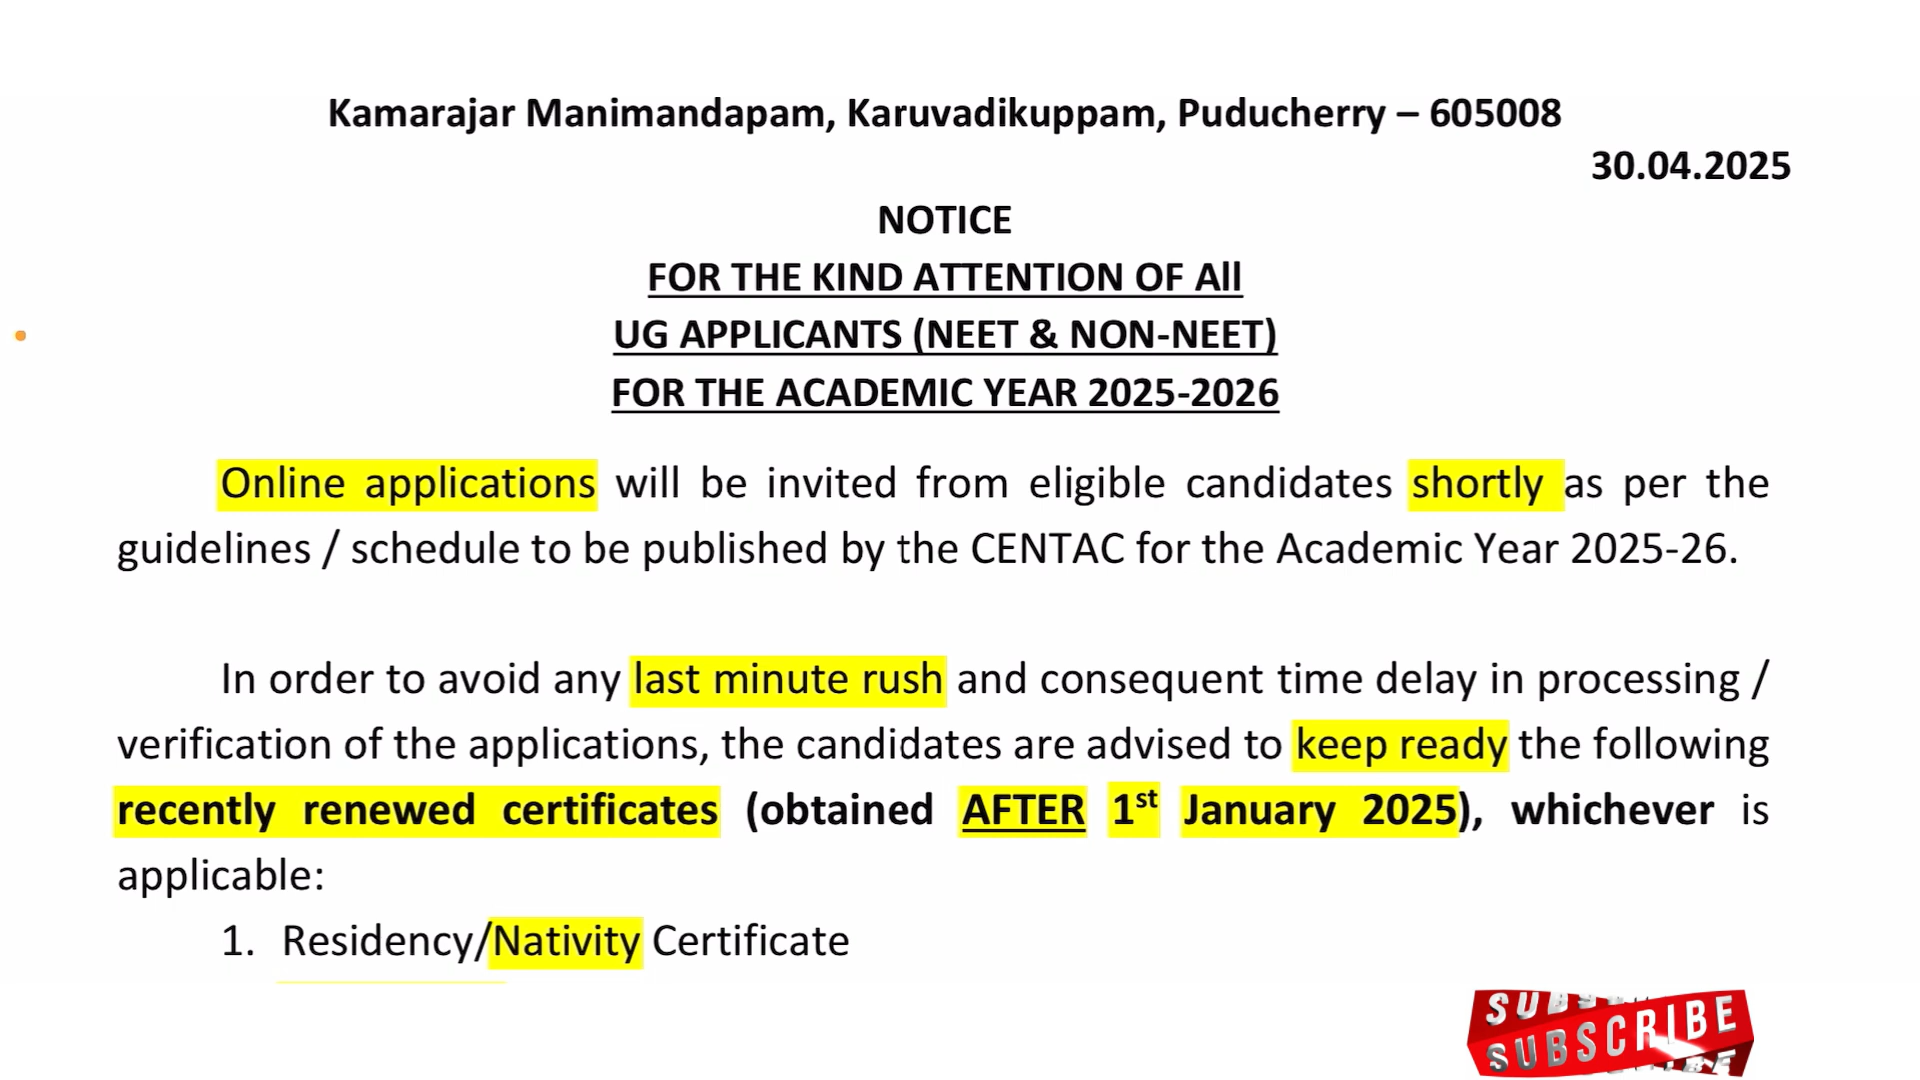 Kamarajar Manimandapam, Karuvadikuppam, Puducherry – 605008
30.04.2025
NOTICE
FOR THE KIND ATTENTION OF All
UG APPLICANTS (NEET & NON-NEET)
FOR THE ACADEMIC YEAR 2025-2026
Online applications will be invited from eligible candidates shortly as per the
guidelines / schedule to be published by the CENTAC for the Academic Year 2025-26.
In order to avoid any last minute rush and consequent time delay in processing /
verification of the applications, the candidates are advised to keep ready the following
recently renewed certificates (obtained AFTER 1st January 2025), whichever is
applicable:
1. Residency/Nativity Certificate
SUBSCRIBE